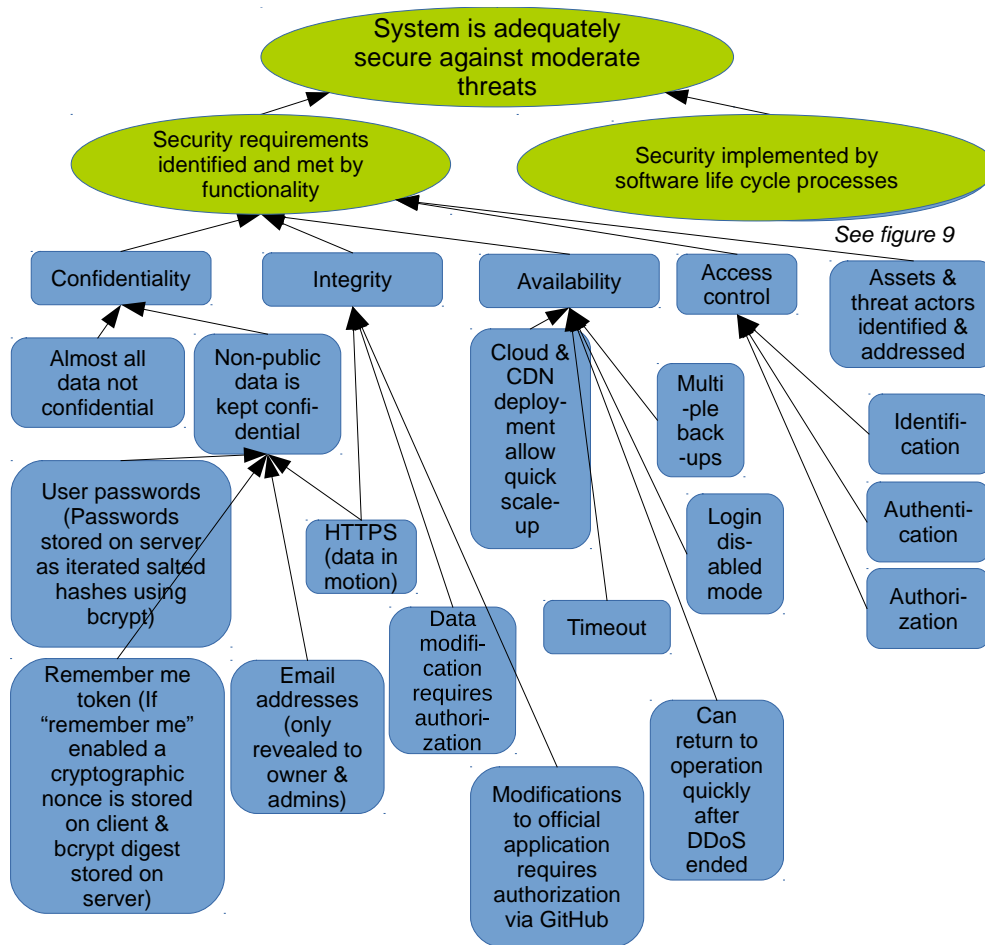 System is adequately
secure against moderate
threats
Security requirements
identified and met by
functionality
Security implemented by
software life cycle processes
See figure 9
Confidentiality
Integrity
Availability
Access
control
Assets &
threat actors
identified &
addressed
Almost all
data not
confidential
Non-public
data is
kept confi-
dential
Cloud &
CDN
deploy-
ment
allow
quick
scale-
up
Multi
-ple
back
-ups
Identifi-
cation
User passwords
(Passwords
stored on server
as iterated salted
hashes using
bcrypt)
HTTPS
(data in
motion)
Login
dis-
abled
mode
Authenti-
cation
Authori-
zation
Timeout
Data
modifi-
cation
requires
authori-
zation
Remember me
token (If
“remember me”
enabled a
cryptographic
nonce is stored
on client &
bcrypt digest
stored on
server)
Email
addresses
(only
revealed to
owner &
admins)
Modifications
to official
application
requires
authorization
via GitHub
Can
return to
operation
quickly
after
DDoS
ended